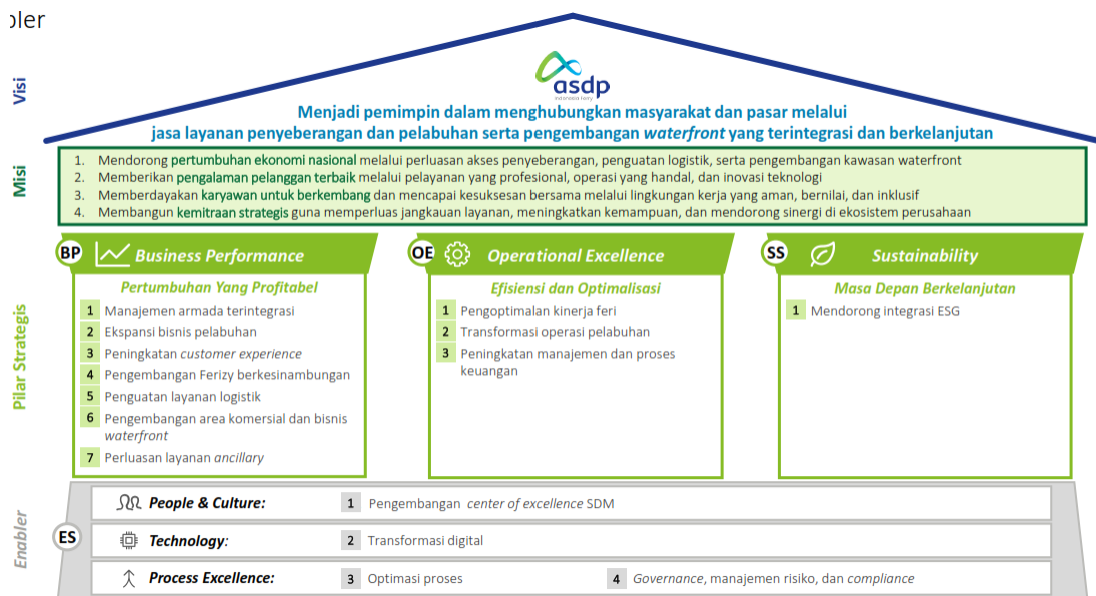 bler
Visi
asdp
Indonesia Ferry
Menjadi pemimpin dalam menghubungkan masyarakat dan pasar melalui
jasa layanan penyeberangan dan pelabuhan serta pengembangan waterfront yang terintegrasi dan berkelanjutan
Misi
1. Mendorong pertumbuhan ekonomi nasional melalui perluasan akses penyeberangan, penguatan logistik, serta pengembangan kawasan waterfront
2. Memberikan pengalaman pelanggan terbaik melalui pelayanan yang profesional, operasi yang handal, dan inovasi teknologi
3. Memberdayakan karyawan untuk berkembang dan mencapai kesuksesan bersama melalui lingkungan kerja yang aman, bernilai, dan inklusif
4. Membangun kemitraan strategis guna memperluas jangkauan layanan, meningkatkan kemampuan, dan mendorong sinergi di ekosistem perusahaan
Pilar Strategis
BP Business Performance
Pertumbuhan Yang Profitabel
1 Manajemen armada terintegrasi
2 Ekspansi bisnis pelabuhan
3 Peningkatan customer experience
4 Pengembangan Ferizy berkesinambungan
5 Penguatan layanan logistik
6 Pengembangan area komersial dan bisnis
waterfront
7 Perluasan layanan ancillary
OE Operational Excellence
Efisiensi dan Optimalisasi
1 Pengoptimalan kinerja feri
2 Transformasi operasi pelabuhan
3 Peningkatan manajemen dan proses
keuangan
SS Sustainability
Masa Depan Berkelanjutan
1 Mendorong integrasi ESG
Enabler
ES
People & Culture: 1 Pengembangan center of excellence SDM
Technology: 2 Transformasi digital
Process Excellence: 3 Optimasi proses 4 Governance, manajemen risiko, dan compliance